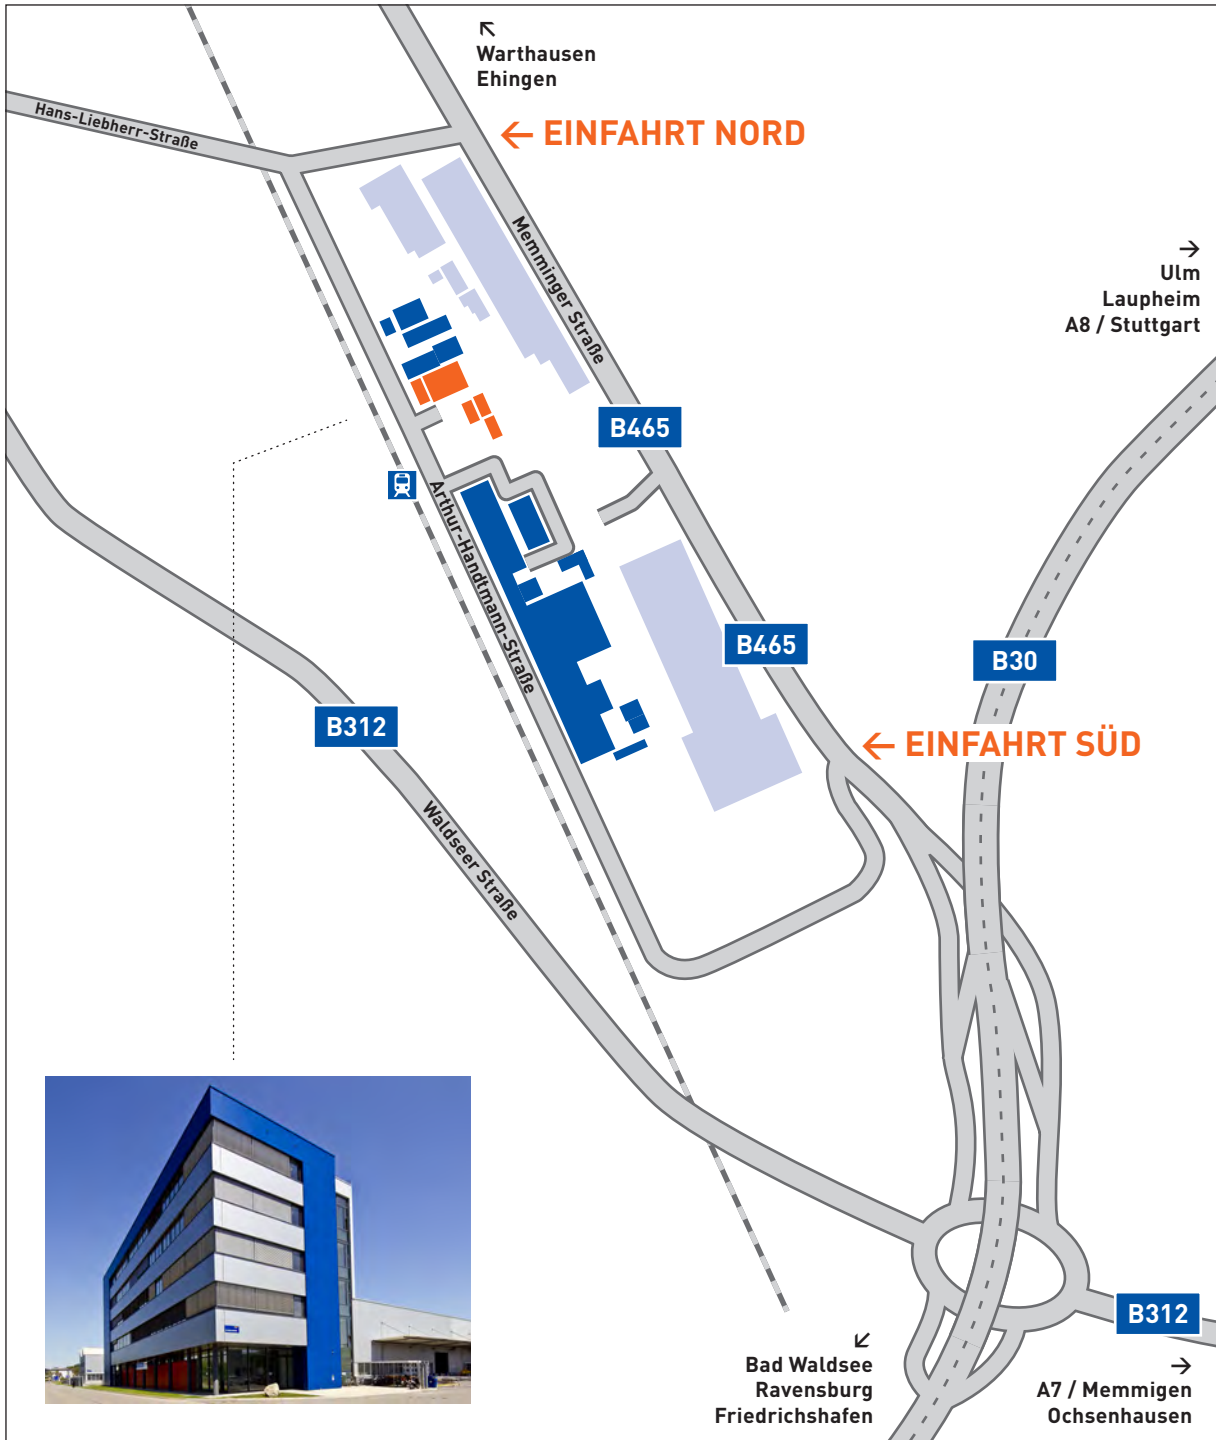 Warthausen
Ehingen
Hans-Liebherr-Straße
← EINFAHRT NORD
Memminger Straße
→
Ulm
Laupheim
A8 / Stuttgart
B465
Arthur-Handtmann-Straße
B465
B30
B312
← EINFAHRT SÜD
Waldseer Straße
B312
Bad Waldsee
Ravensburg
Friedrichshafen
→
A7 / Memmigen
Ochsenhausen